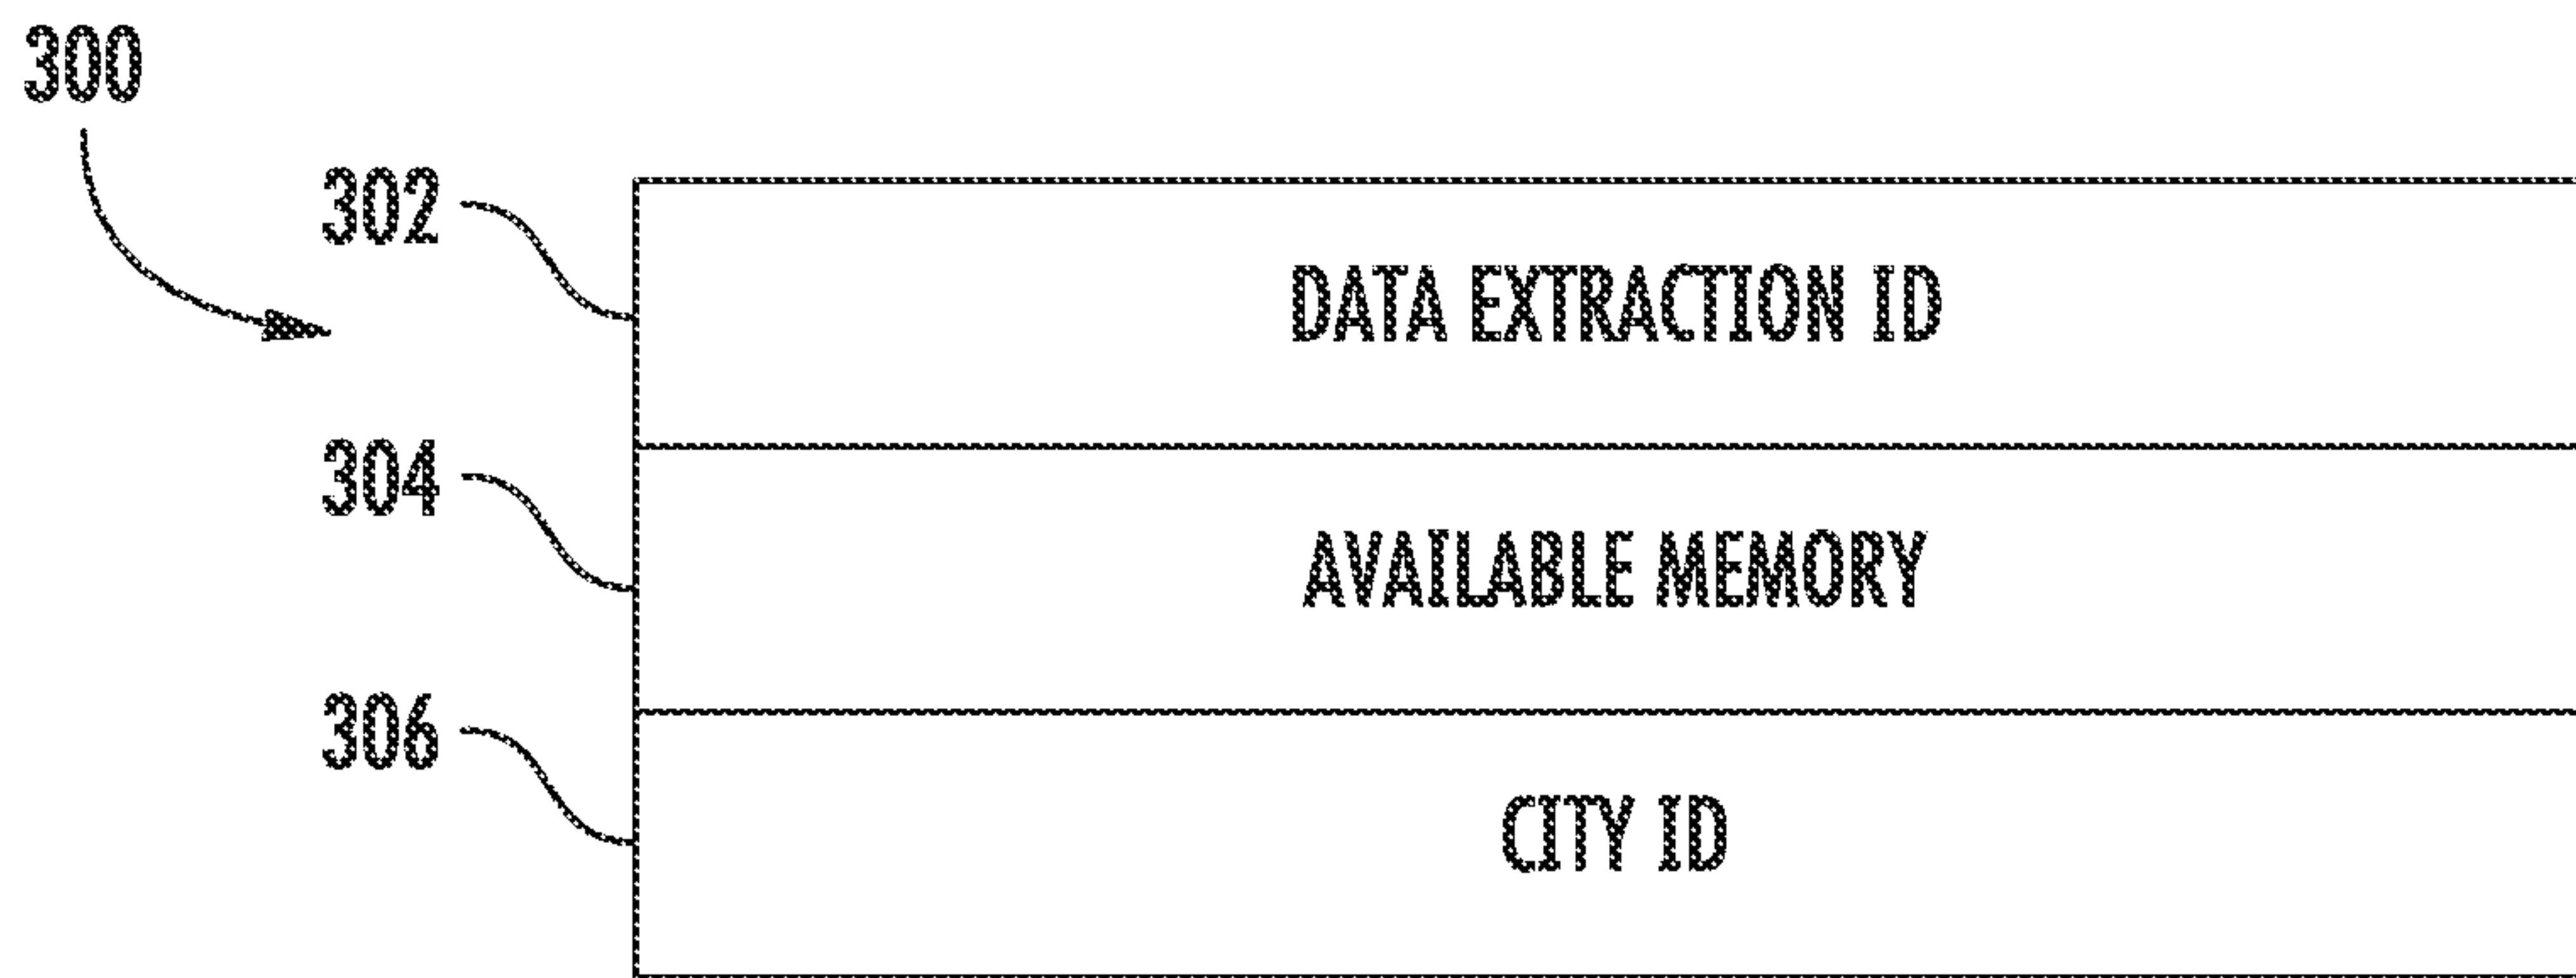 300
302
DATA EXTRACTION ID
304
AVAILABLE MEMORY
306
CITY ID